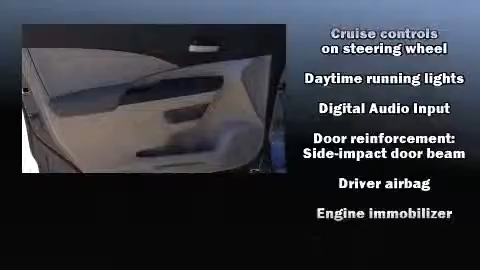 Cruise controls
on steering wheel
Daytime running lights
Digital Audio Input
Door reinforcement:
Side-impact door beam
Driver airbag
Engine immobilizer